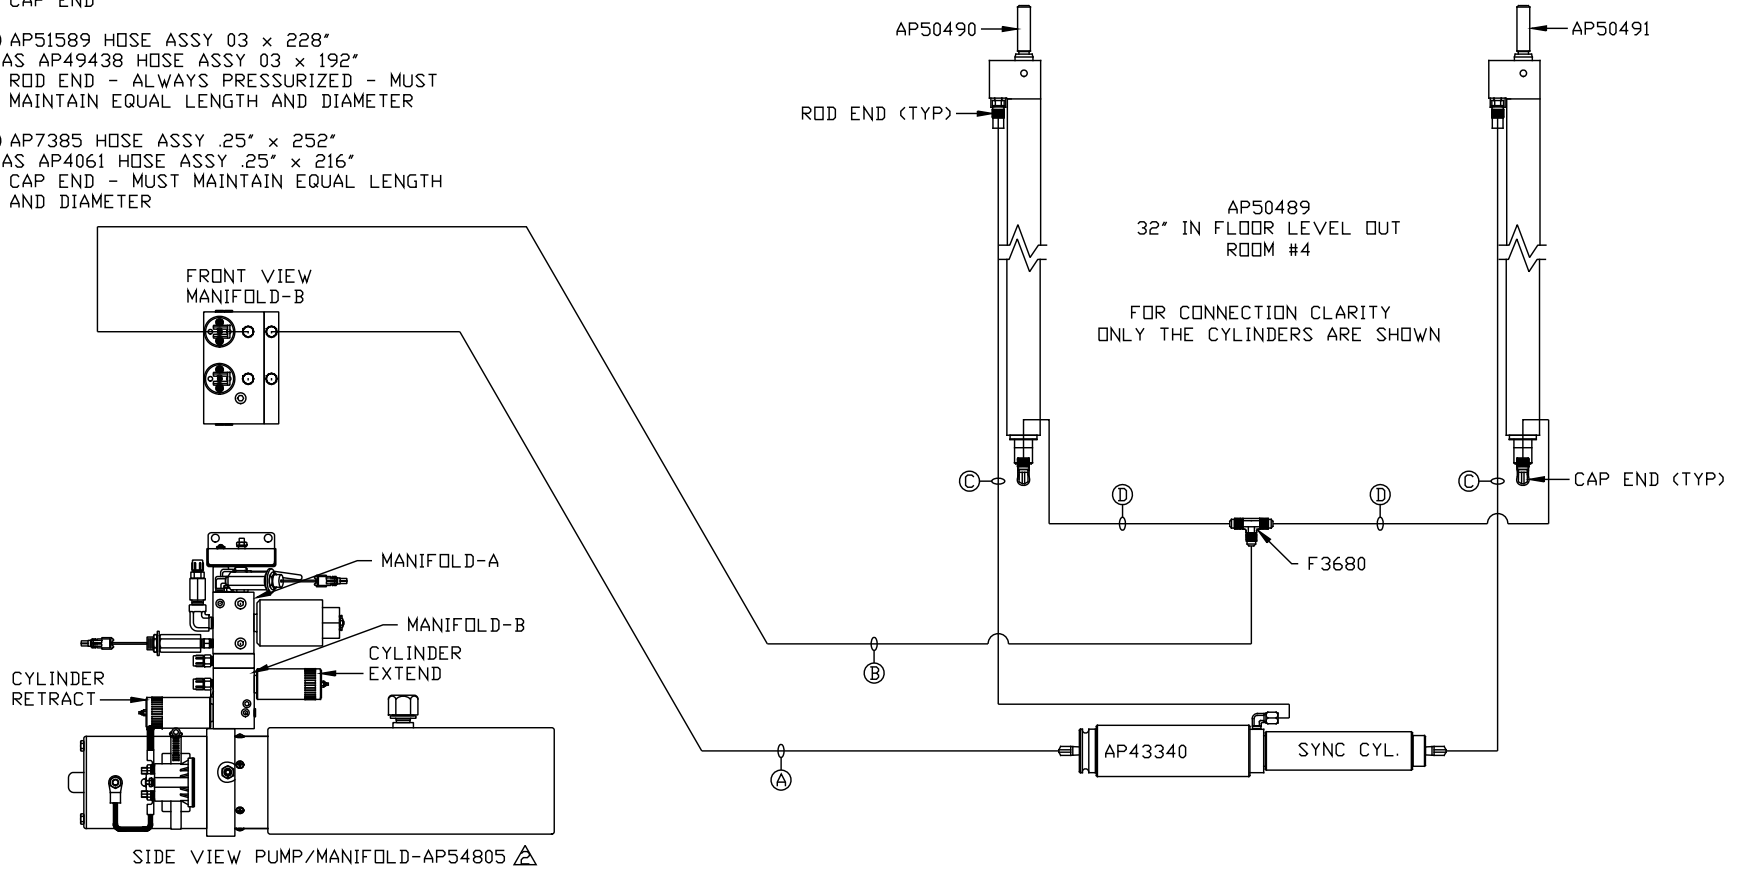 CAP END
) AP51589 HOSE ASSY 03 x 228"
AS AP49438 HOSE ASSY 03 x 192"
ROD END - ALWAYS PRESSURIZED - MUST
MAINTAIN EQUAL LENGTH AND DIAMETER
) AP7385 HOSE ASSY .25" x 252"
AS AP4061 HOSE ASSY .25" x 216"
CAP END - MUST MAINTAIN EQUAL LENGTH
AND DIAMETER
FRONT VIEW
MANIFOLD-B
AP50490
AP50491
ROD END (TYP)
AP50489
32" IN FLOOR LEVEL OUT
ROOM #4
FOR CONNECTION CLARITY
ONLY THE CYLINDERS ARE SHOWN
C
C
CAP END (TYP)
D
D
F3680
MANIFOLD-A
MANIFOLD-B
CYLINDER
EXTEND
CYLINDER
RETRACT
B
A
AP43340
SYNC CYL.
SIDE VIEW PUMP/MANIFOLD-AP54805 2